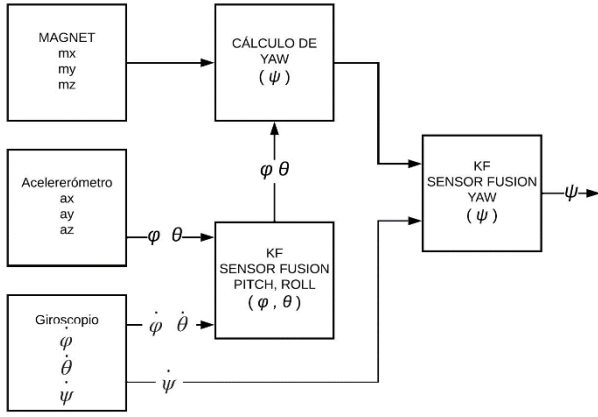 MAGNET
mx
my
mz
CÁLCULO DE
YAW
( ψ )
φ θ
Acelererómetro
ax
ay
az
φ θ
KF
SENSOR FUSION
PITCH, ROLL
( φ , θ )
Giroscopio
φ̇
θ̇
ψ̇
φ̇ θ̇
ψ̇
KF
SENSOR FUSION
YAW
( ψ )
ψ